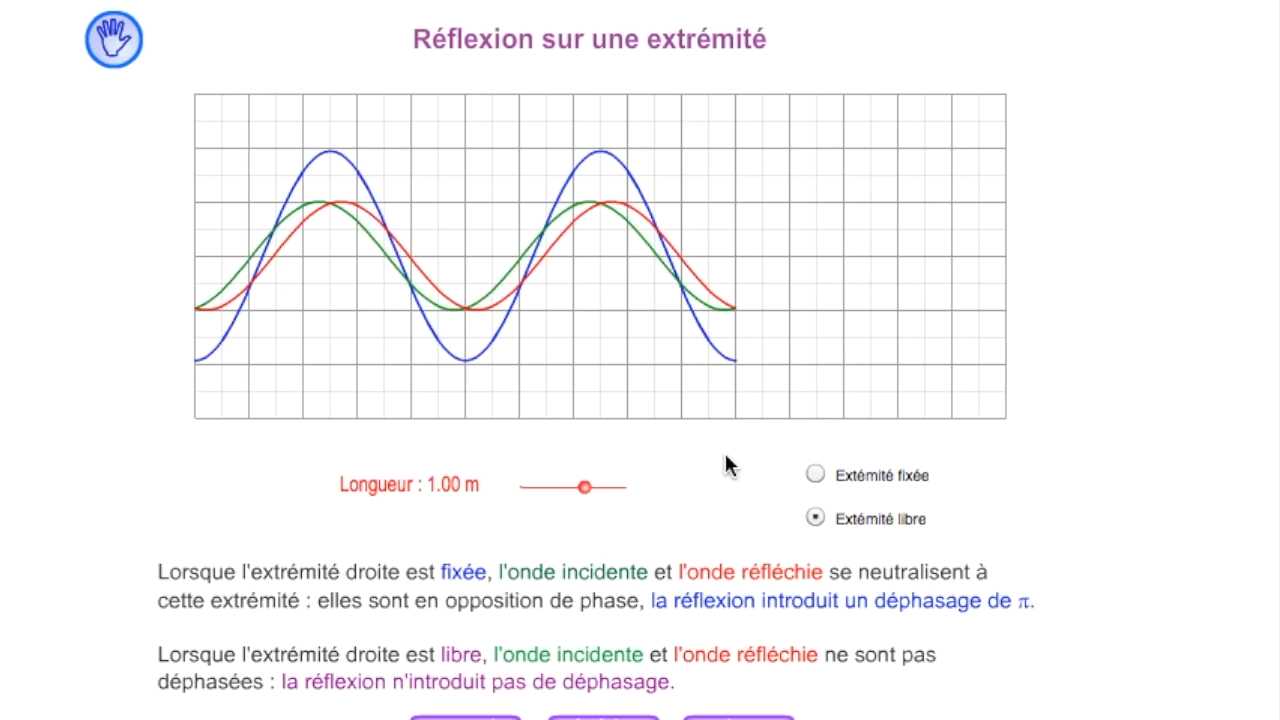 Réflexion sur une extrémité
Longueur : 1.00 m
Extémité fixée
Extémité libre
Lorsque l'extrémité droite est fixée, l'onde incidente et l'onde réfléchie se neutralisent à
cette extrémité : elles sont en opposition de phase, la réflexion introduit un déphasage de π.
Lorsque l'extrémité droite est libre, l'onde incidente et l'onde réfléchie ne sont pas
déphasées : la réflexion n'introduit pas de déphasage.